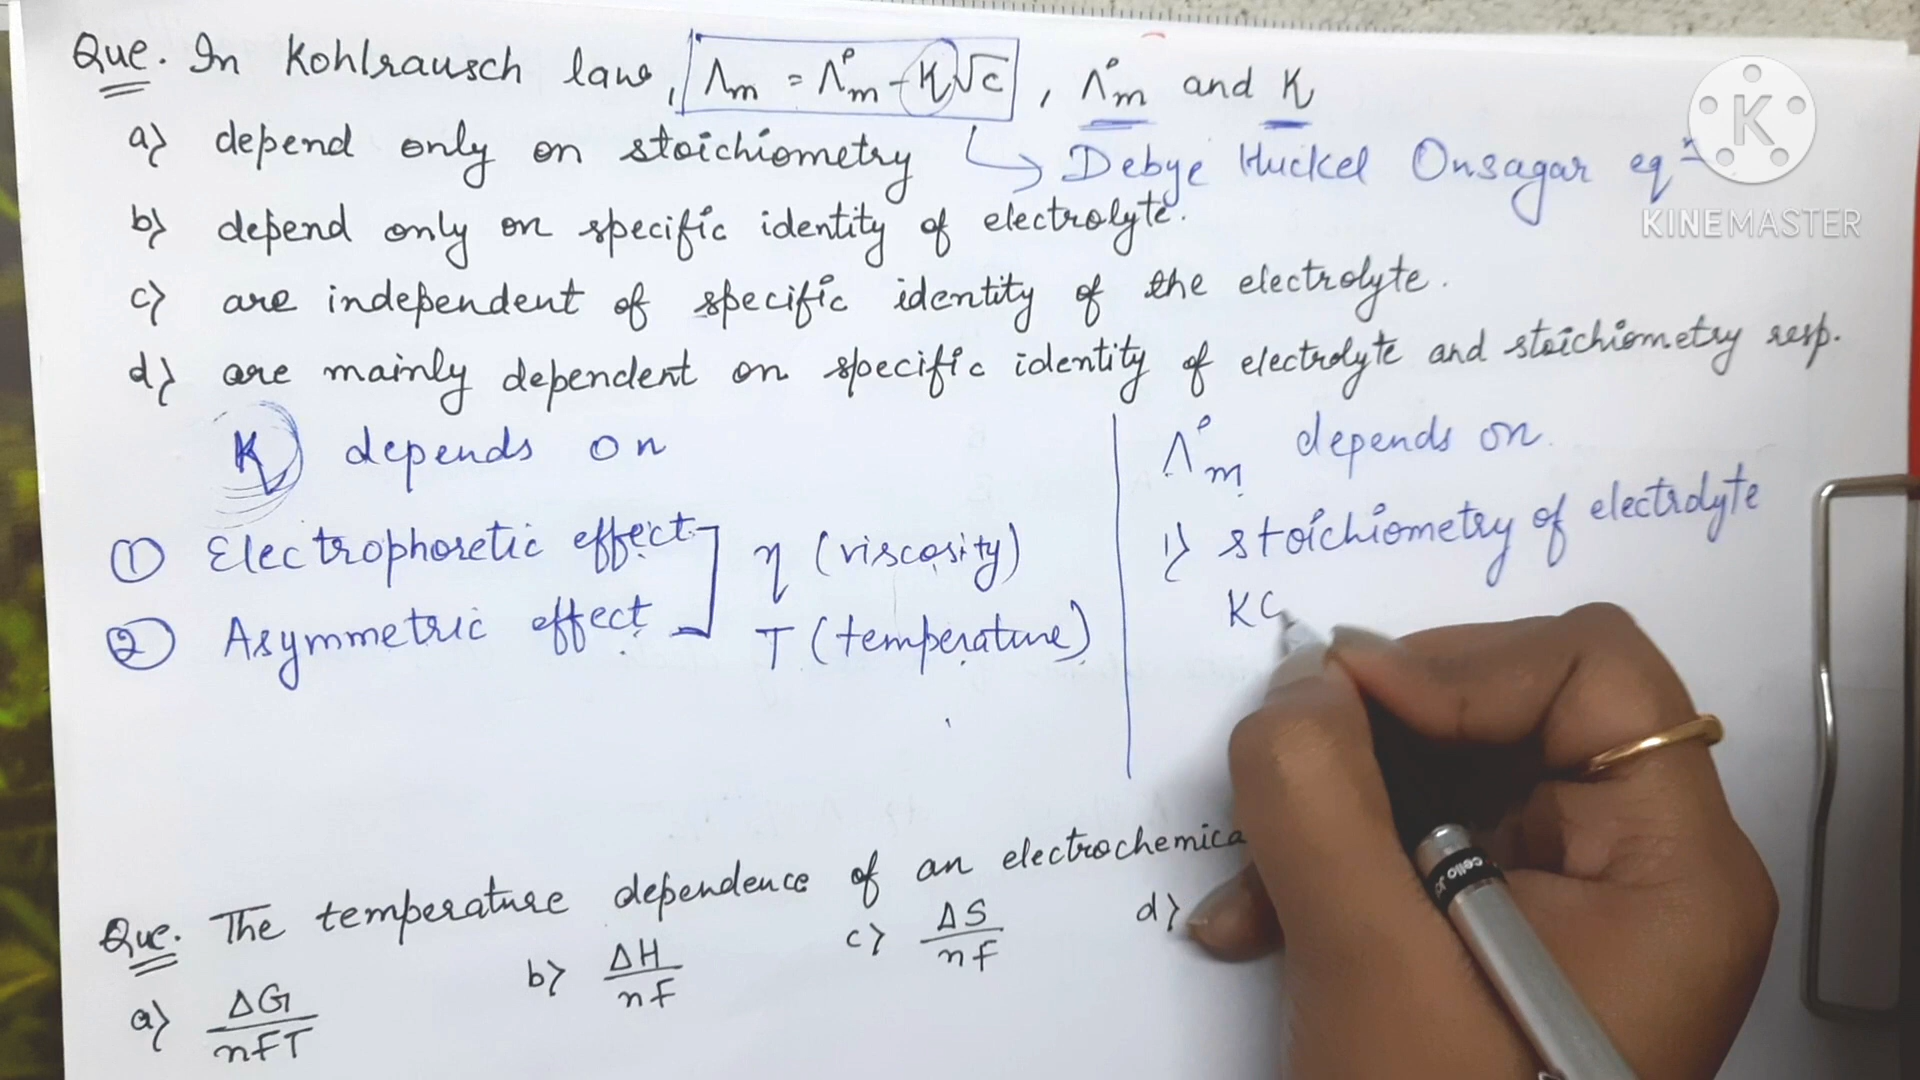 Que. In Kohlrausch law, Λm = Λ°m - K√c , Λ°m and K
a) depend only on stoichiometry
Debye Huckel Onsagar eqn
b) depend only on specific identity of electrolyte.
c) are independent of specific identity of the electrolyte.
d) are mainly dependent on specific identity of electrolyte and stoichiometry resp.
K depends on
① Electrophoretic effect
② Asymmetric effect
η (viscosity)
T (temperature)
Λ°m depends on
1) stoichiometry of electrolyte
KC
Que. The temperature dependence of an electrochemica
a) ΔG/nFT
b) ΔH/nF
c) ΔS/nF
d)
K
KINEMASTER
cello